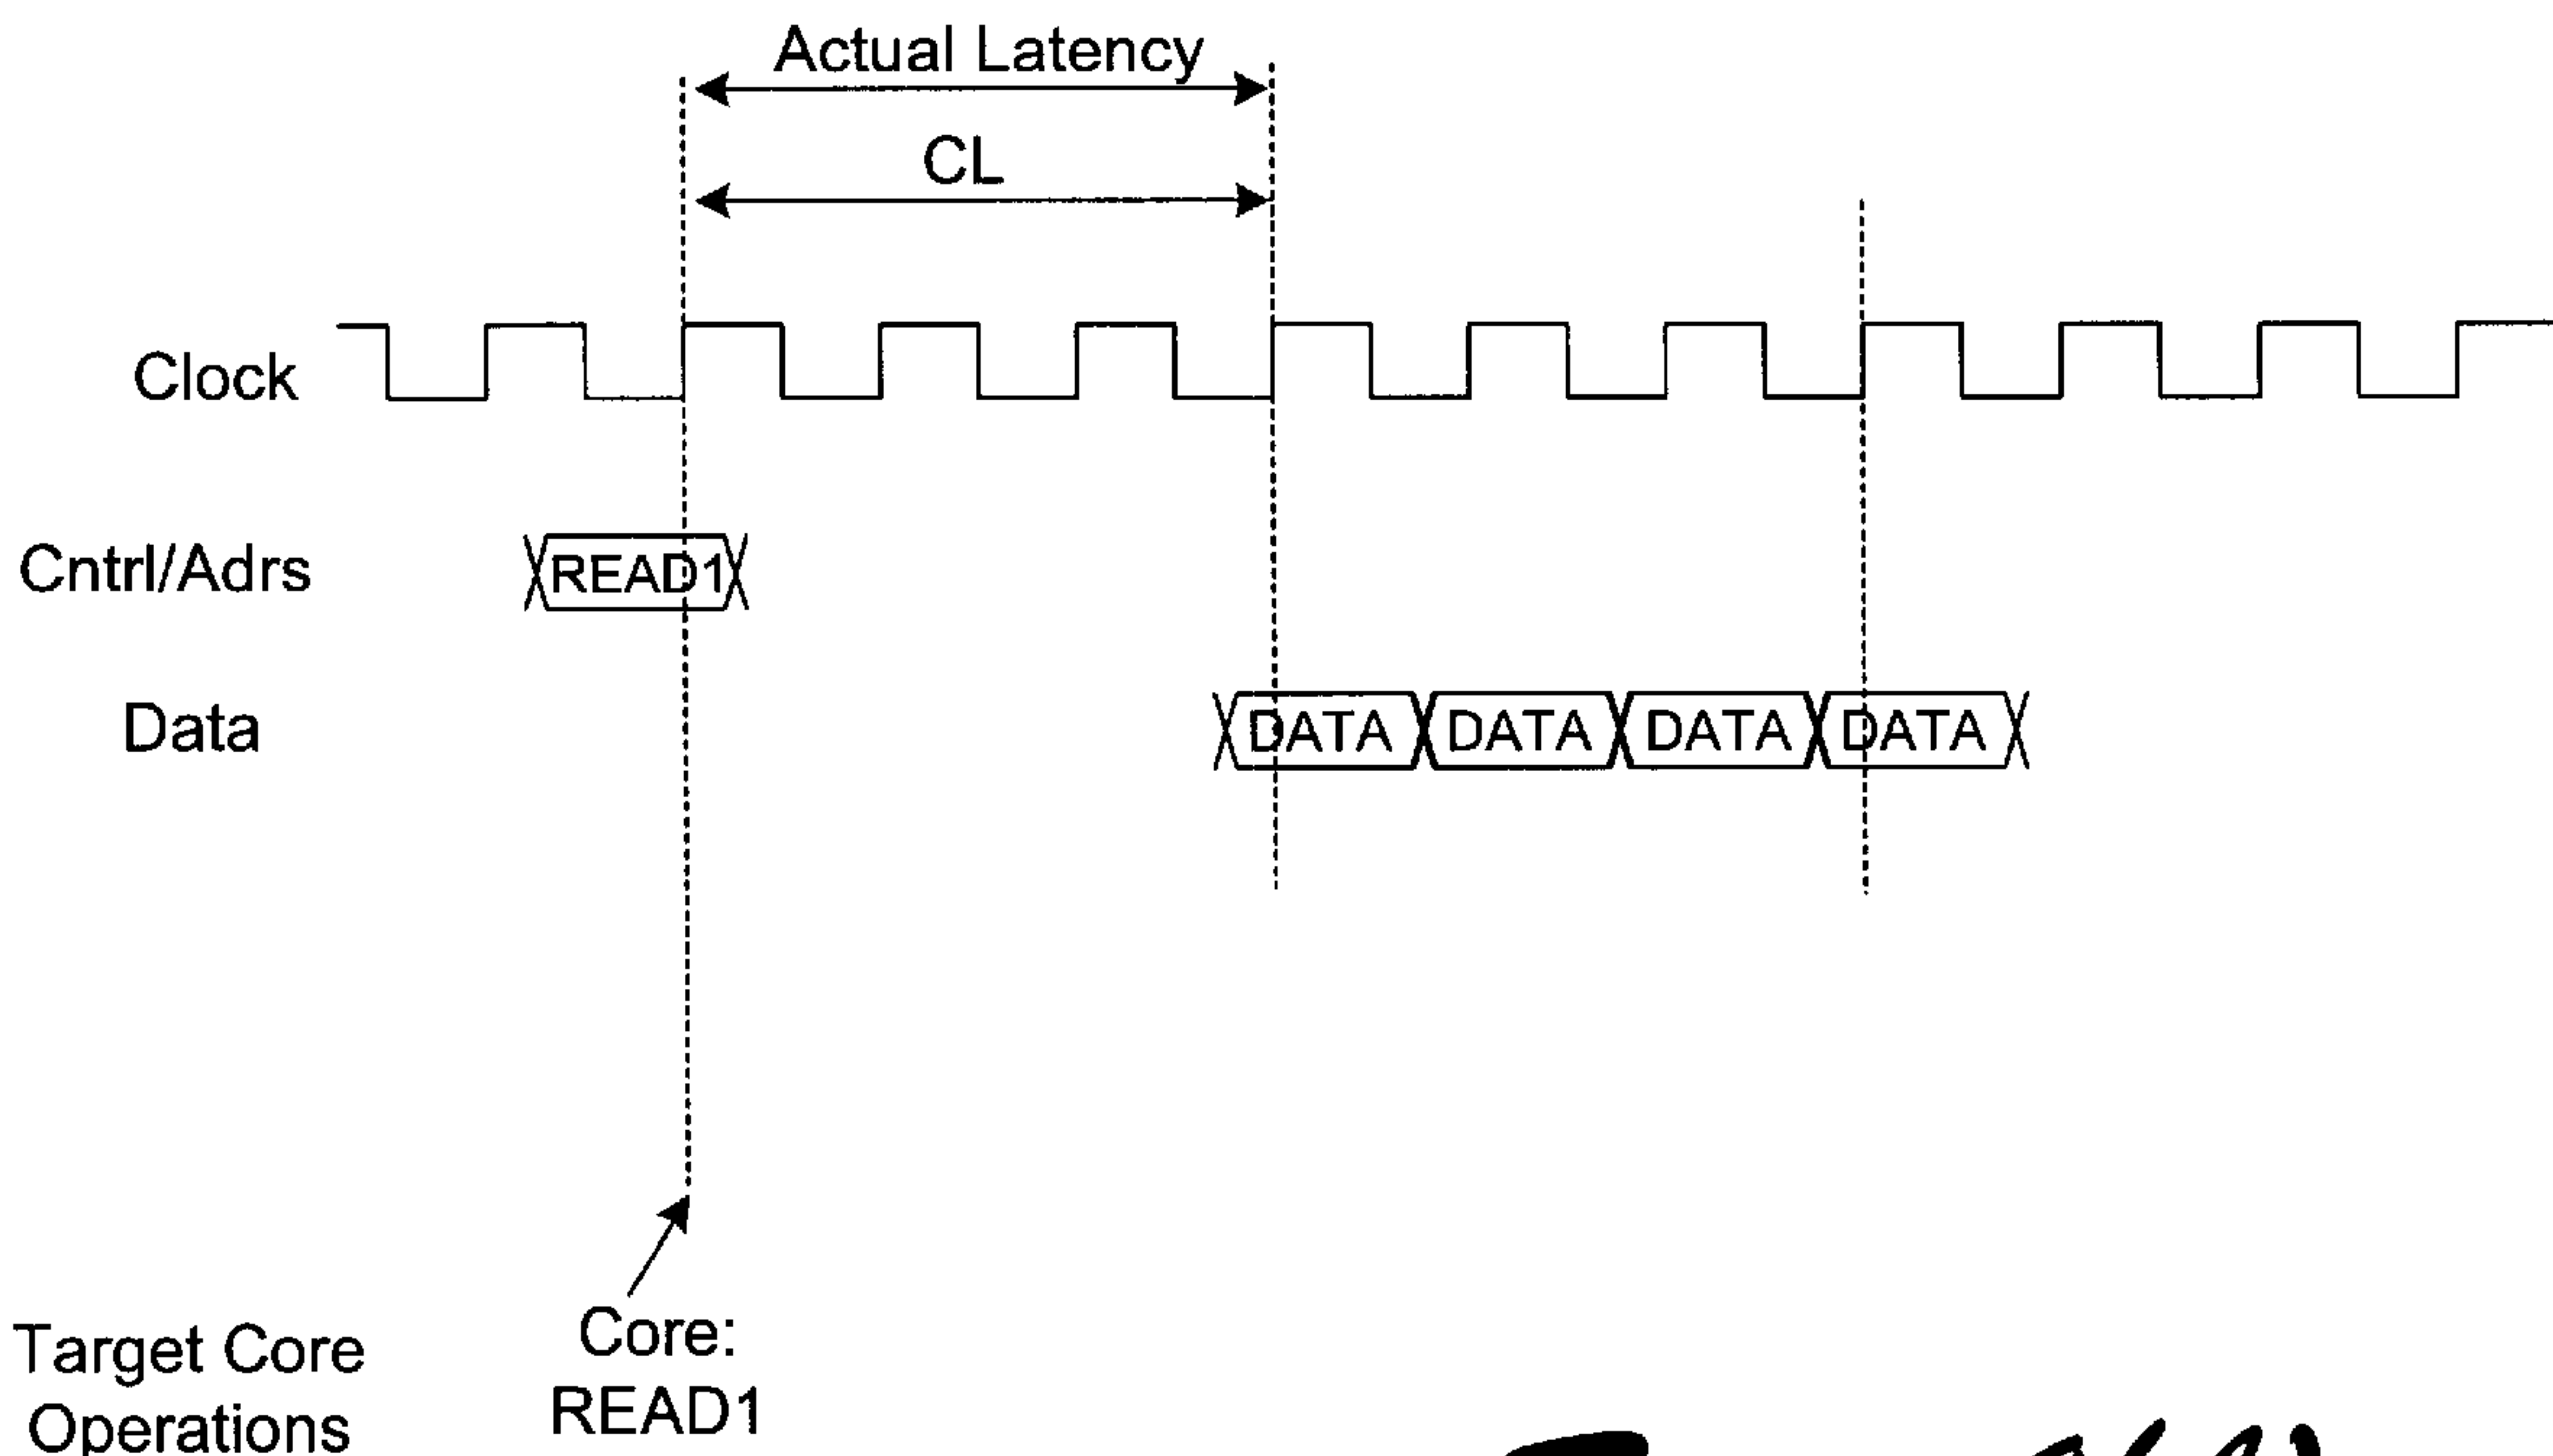 Actual Latency
CL
Clock
Cntrl/Adrs
READ1
Data
DATA DATA DATA DATA
Core:
READ1
Target Core
Operations